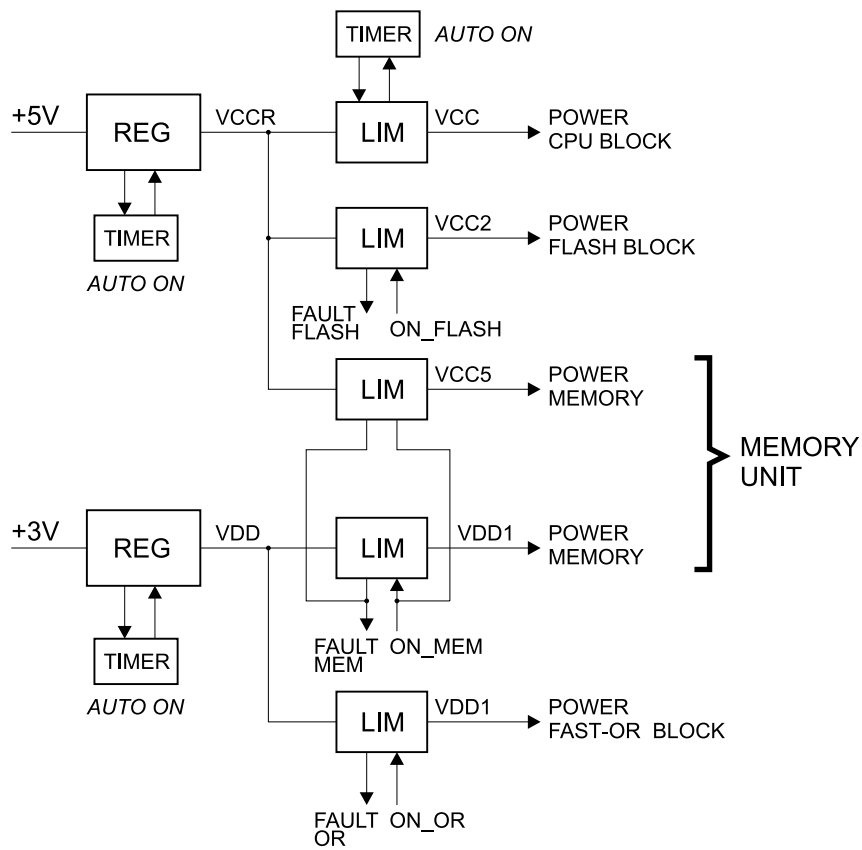 TIMER
AUTO ON
+5V
REG
VCCR
LIM
VCC
POWER
CPU BLOCK
TIMER
AUTO ON
LIM
VCC2
POWER
FLASH BLOCK
FAULT
FLASH
ON_FLASH
LIM
VCC5
POWER
MEMORY
MEMORY
UNIT
+3V
REG
VDD
LIM
VDD1
POWER
MEMORY
TIMER
AUTO ON
FAULT
MEM
ON_MEM
LIM
VDD1
POWER
FAST-OR BLOCK
FAULT
OR
ON_OR